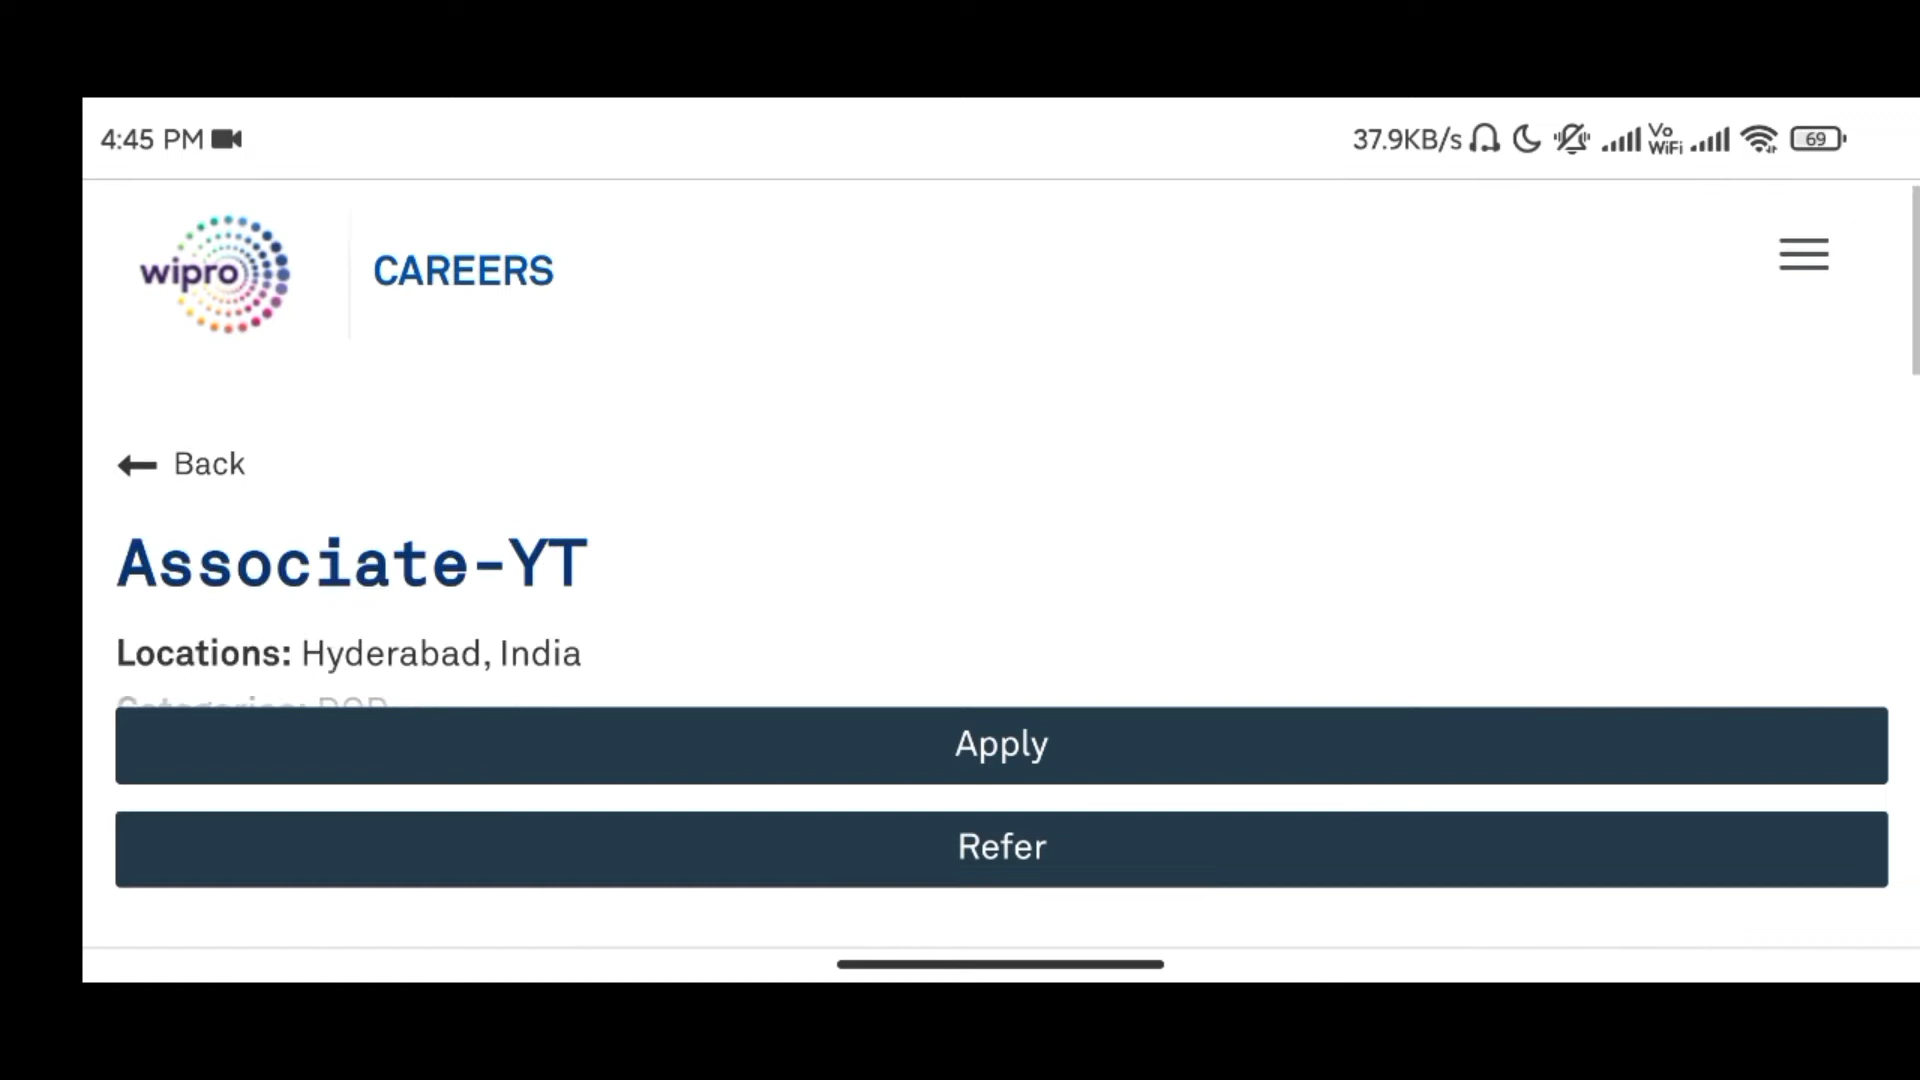 4:45 PM 37.9KB/s Vo WiFi 69
wipro CAREERS
Back
Associate-YT
Locations: Hyderabad, India
Apply
Refer